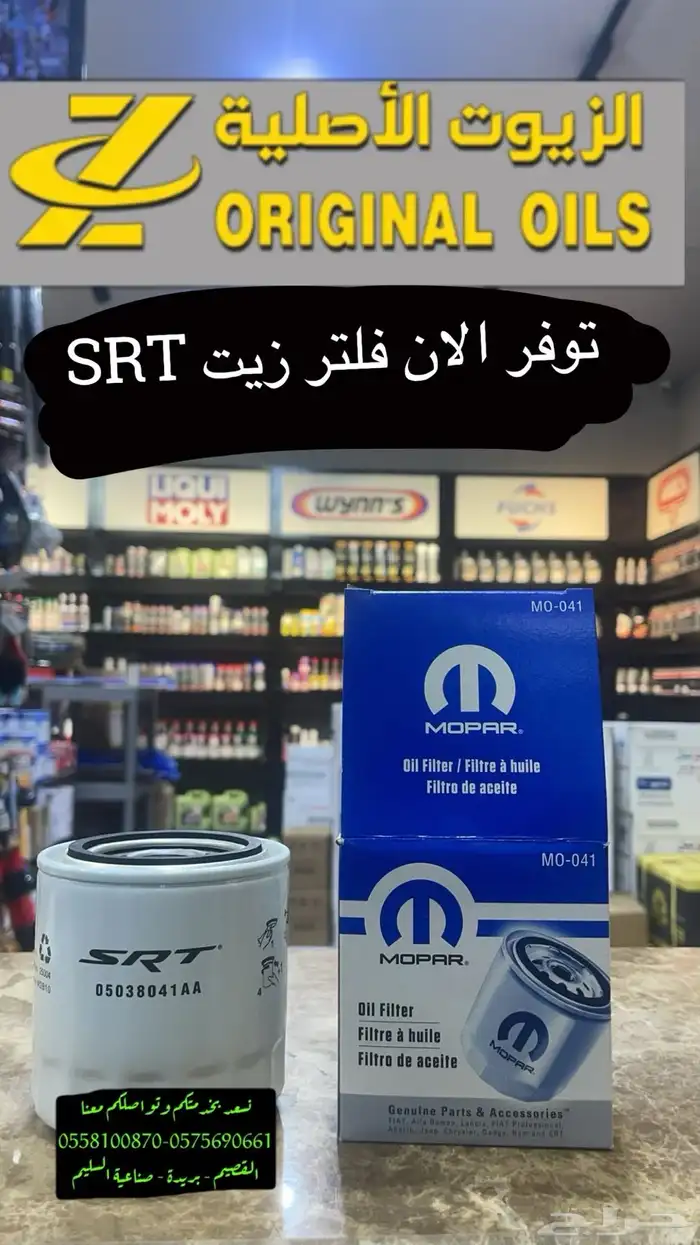 الزيوت الأصلية
ORIGINAL OILS
توفر الان فلتر زيت SRT
LIQUI
MOLY
WYNN'S
FUCHS
MO-041
MOPAR
Oil Filter / Filtre à huile
Filtro de aceite
MO-041
MOPAR
Oil Filter
Filtre à huile
Filtro de aceite
MOPAR
Genuine Parts & Accessories
SRT
05038041AA
نسعد بخدمتكم وتواصلكم معنا
0558100870-0575690661
القصيم - بريدة - صناعية السليم
حراج